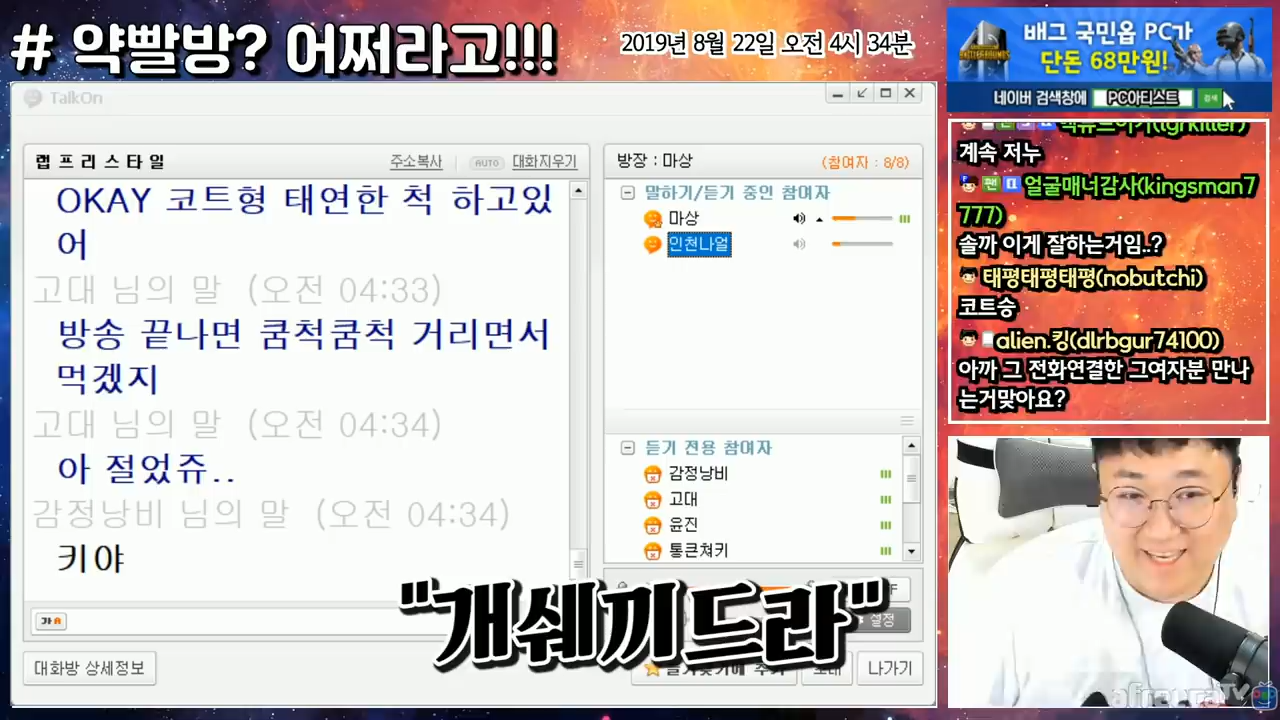 # 약빨방? 어쩌라고!!!
2019년 8월 22일 오전 4시 34분
배그 국민옵 PC가
단돈 68만원!
네이버 검색창에 PC아티스트 검색
TalkOn
렙 프 리 스 타 일
주소복사
AUTO
대화지우기
OKAY 코트형 태연한 척 하고있
어
고대 님의 말 (오전 04:33)
방송 끝나면 쿰척쿰척 거리면서
먹겠지
고대 님의 말 (오전 04:34)
아 절었쥬..
감정낭비 님의 말 (오전 04:34)
키야
가
대화방 상세정보
방장 : 마상
(참여자 : 8/8)
말하기/듣기 중인 참여자
마상
인천나얼
듣기 전용 참여자
감정낭비
고대
윤진
통큰쳐키
설정
나가기
"개쉐끼드라"
(lgrkiller)
계속 저누
팬 얼굴매너감사(kingsman7
777)
솔까 이게 잘하는거임..?
태평태평태평(nobutchi)
코트승
alien.킹(dlrbgur74100)
아까 그 전화연결한 그여자분 만나
는거맞아요?
afreecaTV